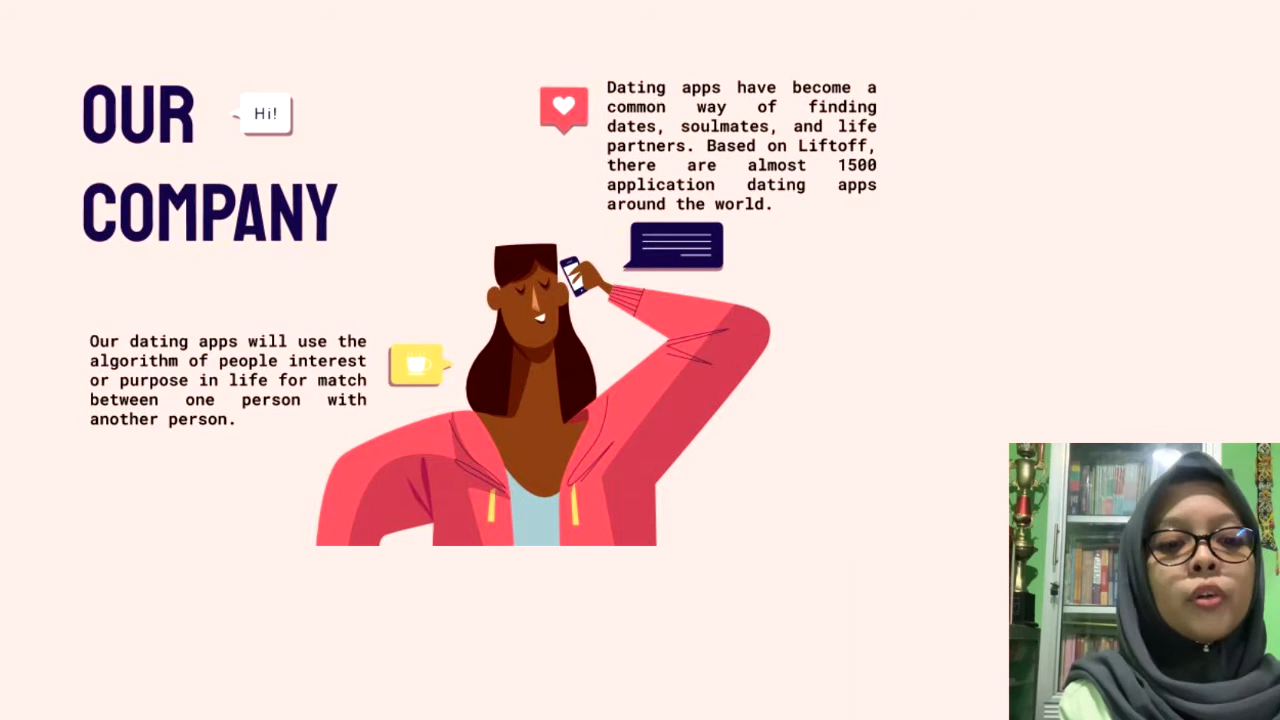 OUR
Hi!
COMPANY
Dating apps have become a
common way of finding
dates, soulmates, and life
partners. Based on Liftoff,
there are almost 1500
application dating apps
around the world.
Our dating apps will use the
algorithm of people interest
or purpose in life for match
between one person with
another person.